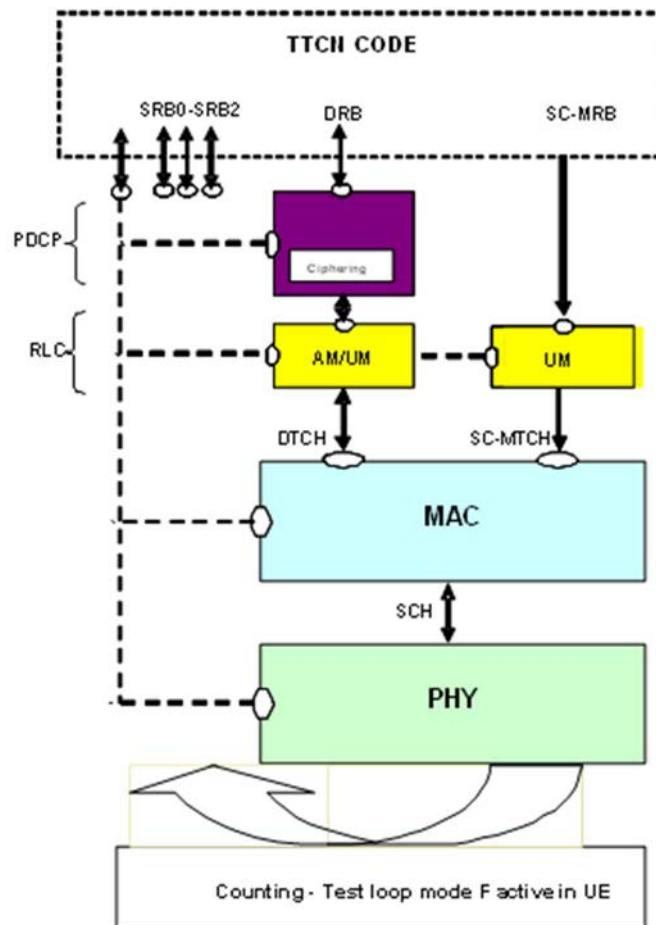 TTCN CODE
SRB0-SRB2
DRB
SC-MRB
PDCP
Ciphering
RLC
AM/UM
UM
DTCH
SC-MTCH
MAC
SCH
PHY
Counting - Test loop mode F active in UE